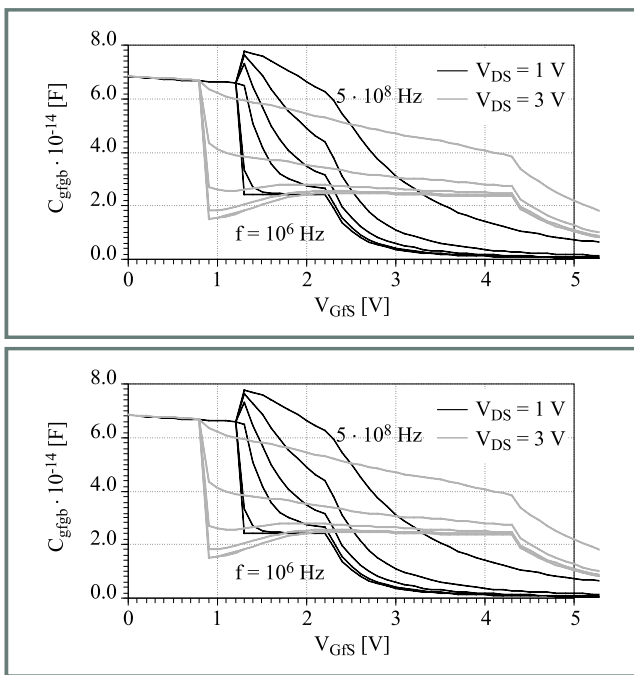 8.0
6.0
4.0
2.0
0.0
C_gfgb · 10^-14 [F]
V_DS = 1 V
V_DS = 3 V
5 · 10^8 Hz
f = 10^6 Hz
0 1 2 3 4 5
V_GfS [V]
8.0
6.0
4.0
2.0
0.0
C_gfgb · 10^-14 [F]
V_DS = 1 V
V_DS = 3 V
5 · 10^8 Hz
f = 10^6 Hz
0 1 2 3 4 5
V_GfS [V]